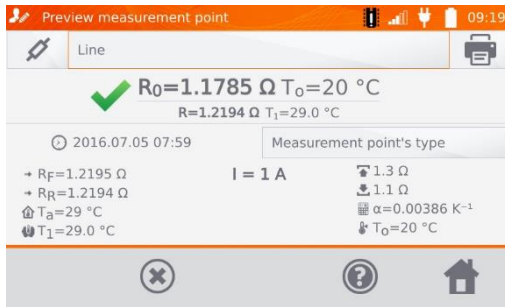 Preview measurement point 09:19
Line
R₀=1.1785 Ω Tₒ=20 °C
R=1.2194 Ω T₁=29.0 °C
2016.07.05 07:59
Measurement point's type
RF=1.2195 Ω
RR=1.2194 Ω
Ta=29 °C
T1=29.0 °C
I = 1 A
1.3 Ω
1.1 Ω
α=0.00386 K⁻¹
Tₒ=20 °C